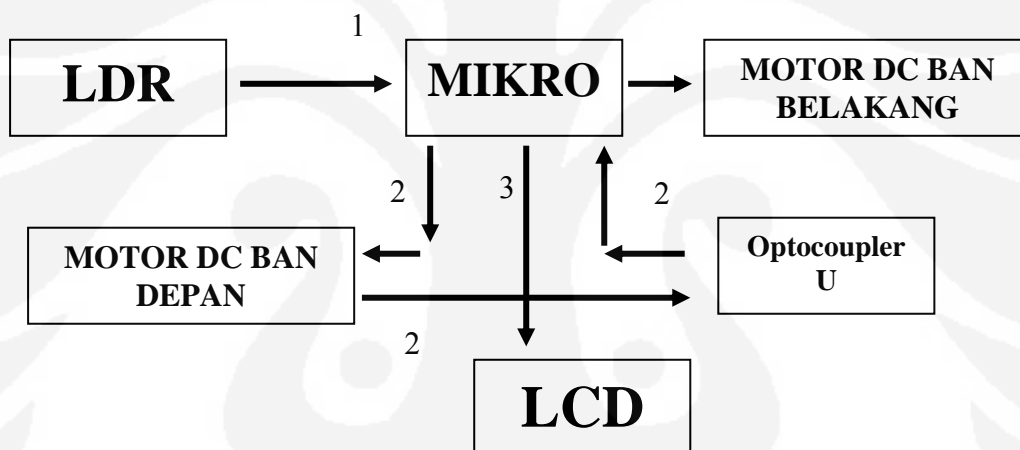 1
LDR
MIKRO
MOTOR DC BAN
BELAKANG
2
3
2
MOTOR DC BAN
DEPAN
Optocoupler
U
2
LCD